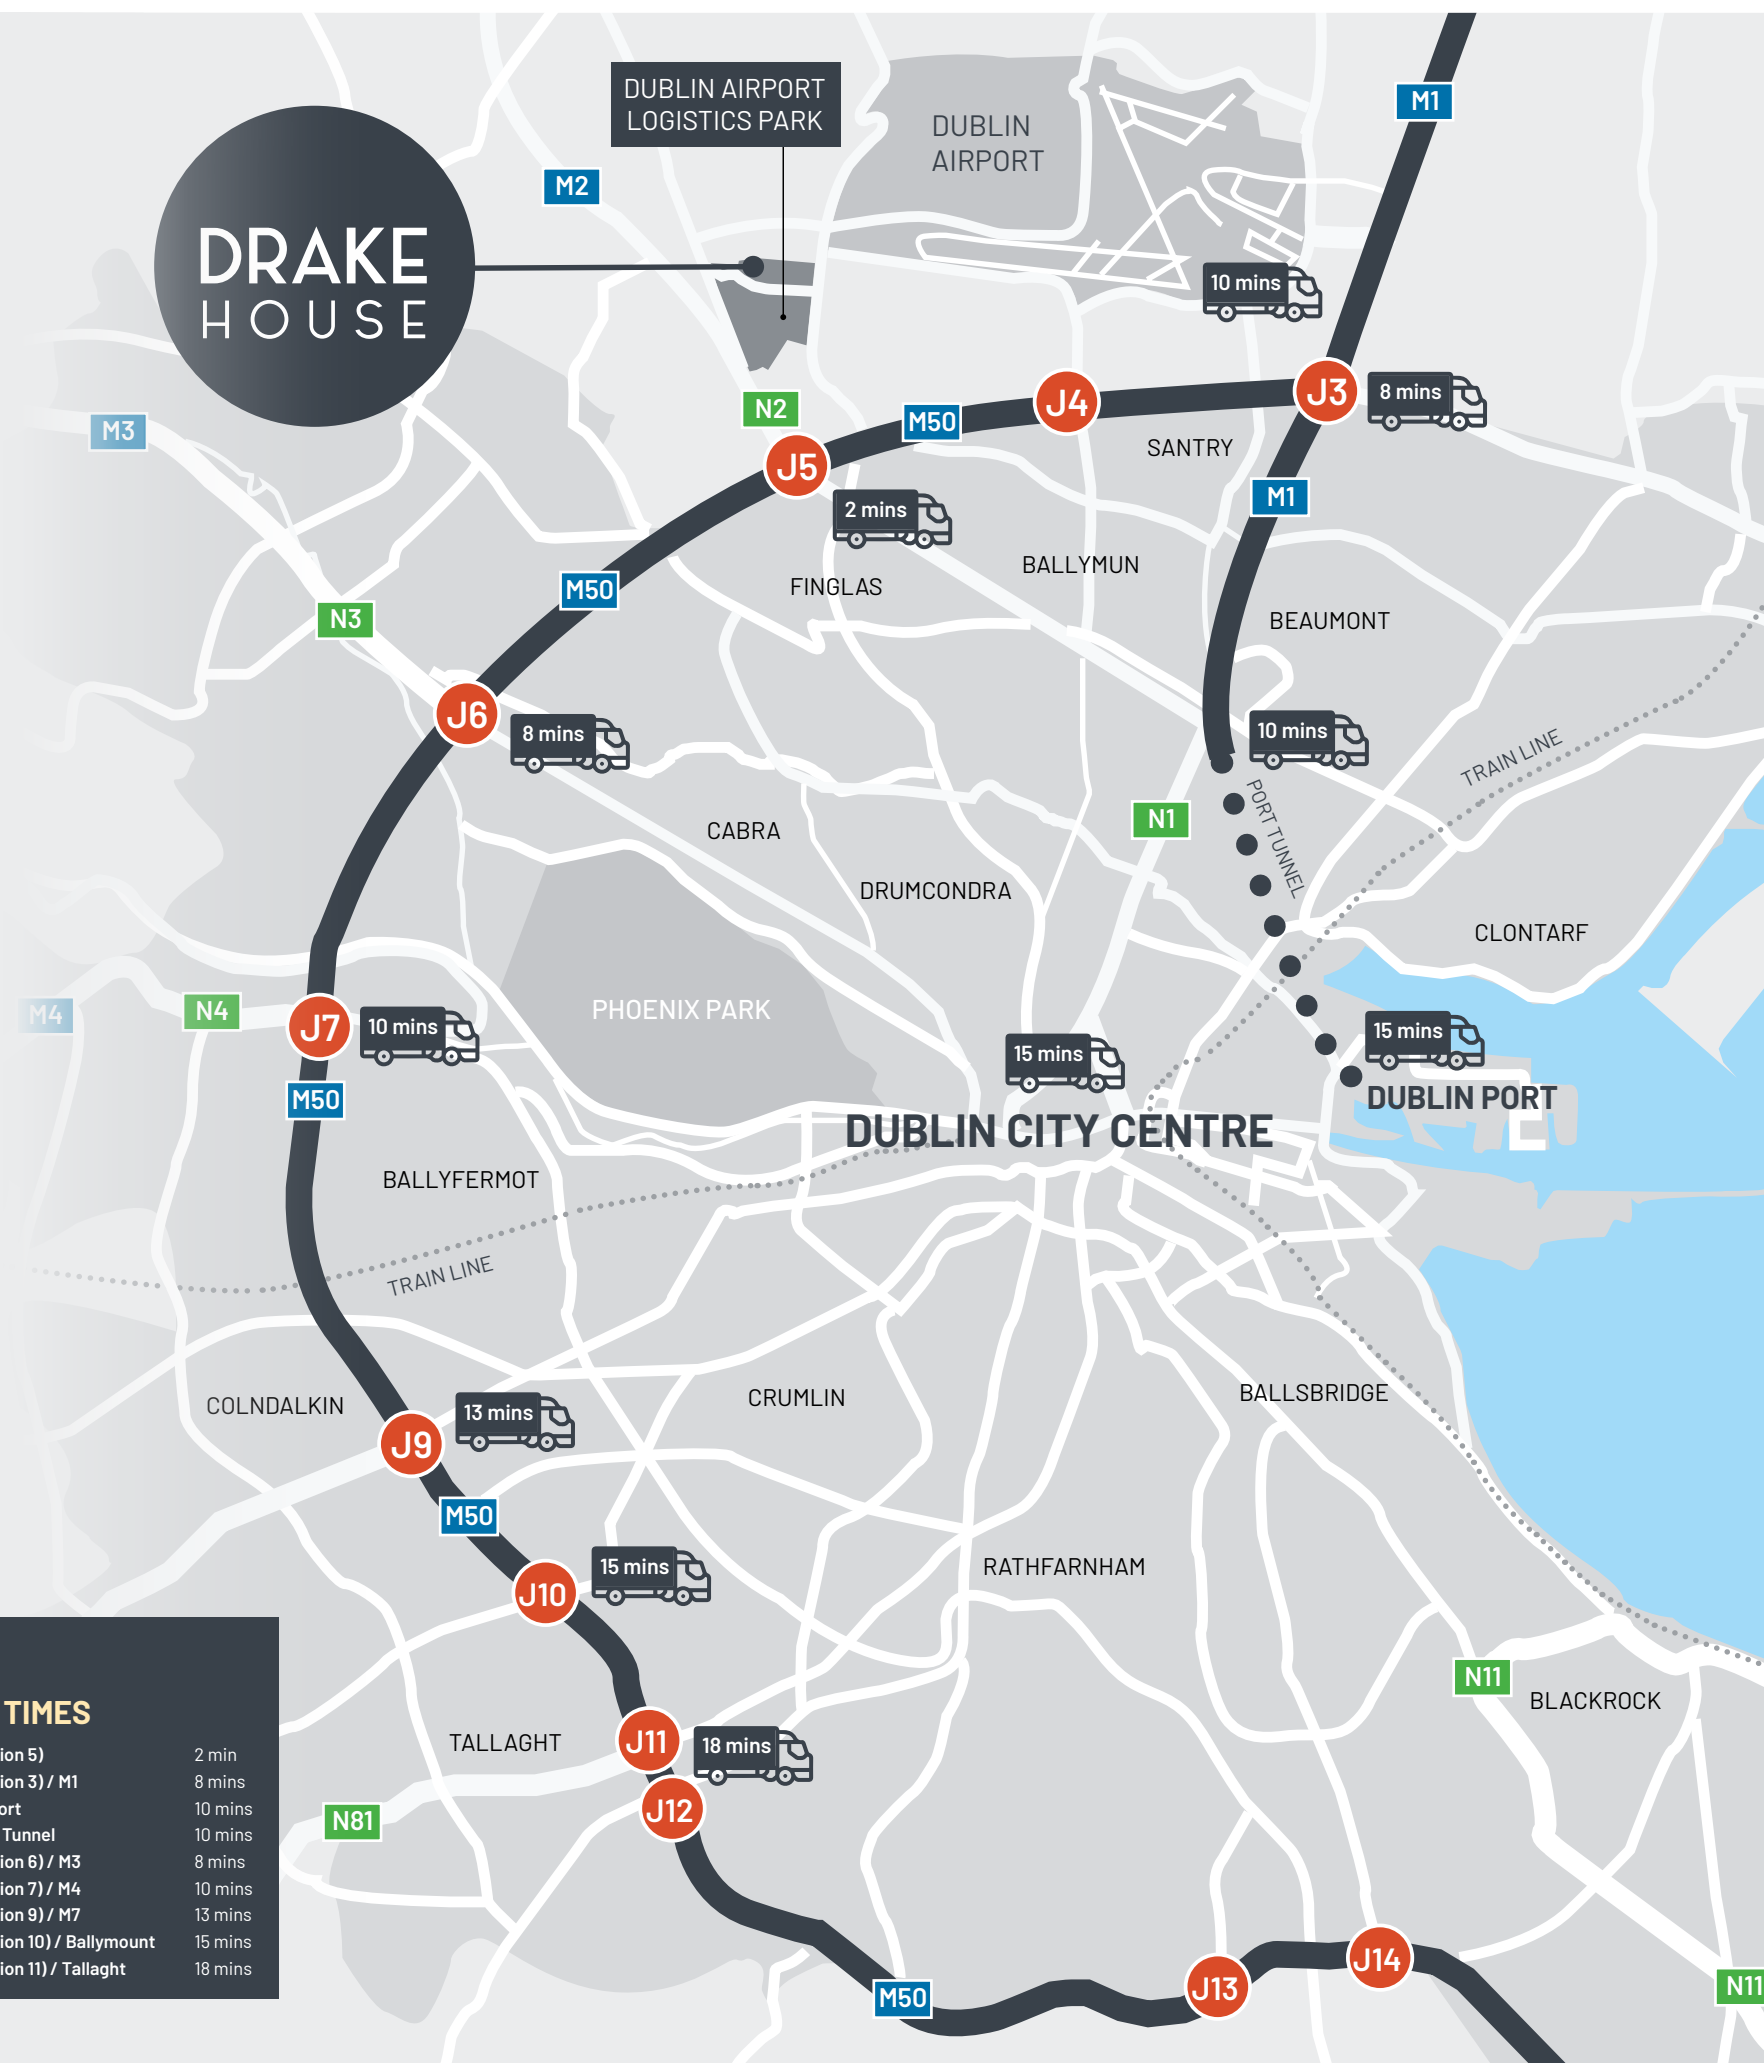 DUBLIN AIRPORT
LOGISTICS PARK
DUBLIN
AIRPORT
M1
M2
DRAKE
HOUSE
10 mins
J3
8 mins
J4
N2
M50
M3
SANTRY
J5
M1
2 mins
BALLYMUN
FINGLAS
M50
N3
BEAUMONT
J6
8 mins
10 mins
TRAIN LINE
PORT TUNNEL
N1
CABRA
DRUMCONDRA
CLONTARF
M4
N4
J7
10 mins
PHOENIX PARK
15 mins
15 mins
M50
DUBLIN PORT
DUBLIN CITY CENTRE
BALLYFERMOT
TRAIN LINE
COLNDALKIN
CRUMLIN
BALLSBRIDGE
13 mins
J9
M50
15 mins
J10
RATHFARNHAM
N11
BLACKROCK
TALLAGHT
J11
18 mins
J12
N81
TIMES
ion 5) 2 min
ion 3) / M1 8 mins
ort 10 mins
Tunnel 10 mins
ion 6) / M3 8 mins
ion 7) / M4 10 mins
ion 9) / M7 13 mins
ion 10) / Ballymount 15 mins
ion 11) / Tallaght 18 mins
M50
J13
J14
N11